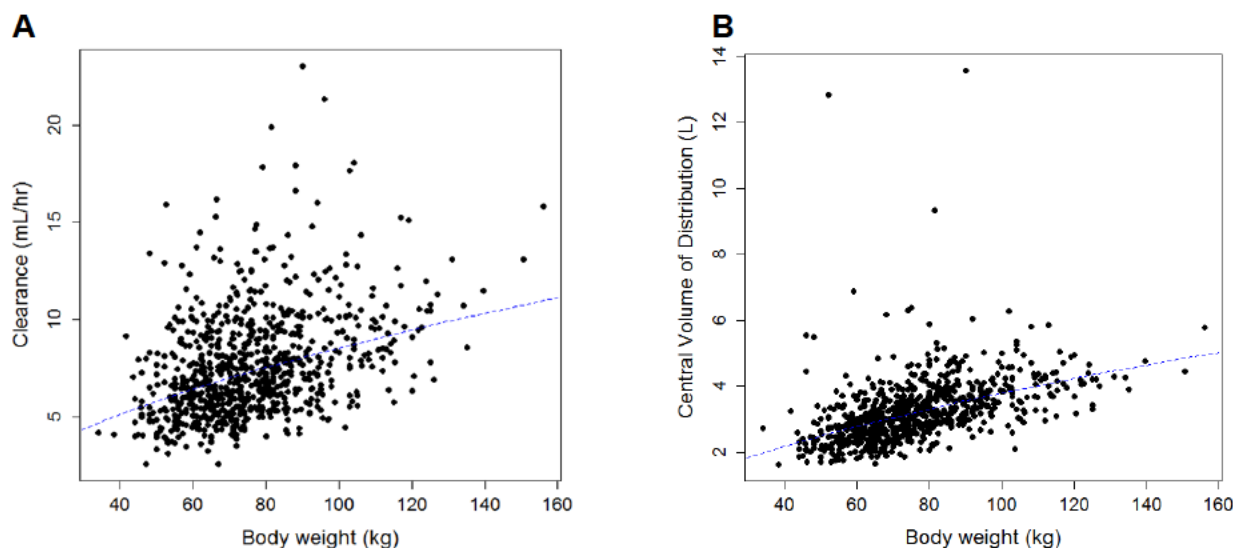 A
Clearance (mL/hr)
20
15
10
5
40 60 80 100 120 140 160
Body weight (kg)
B
Central Volume of Distribution (L)
14
12
10
8
6
4
2
40 60 80 100 120 140 160
Body weight (kg)